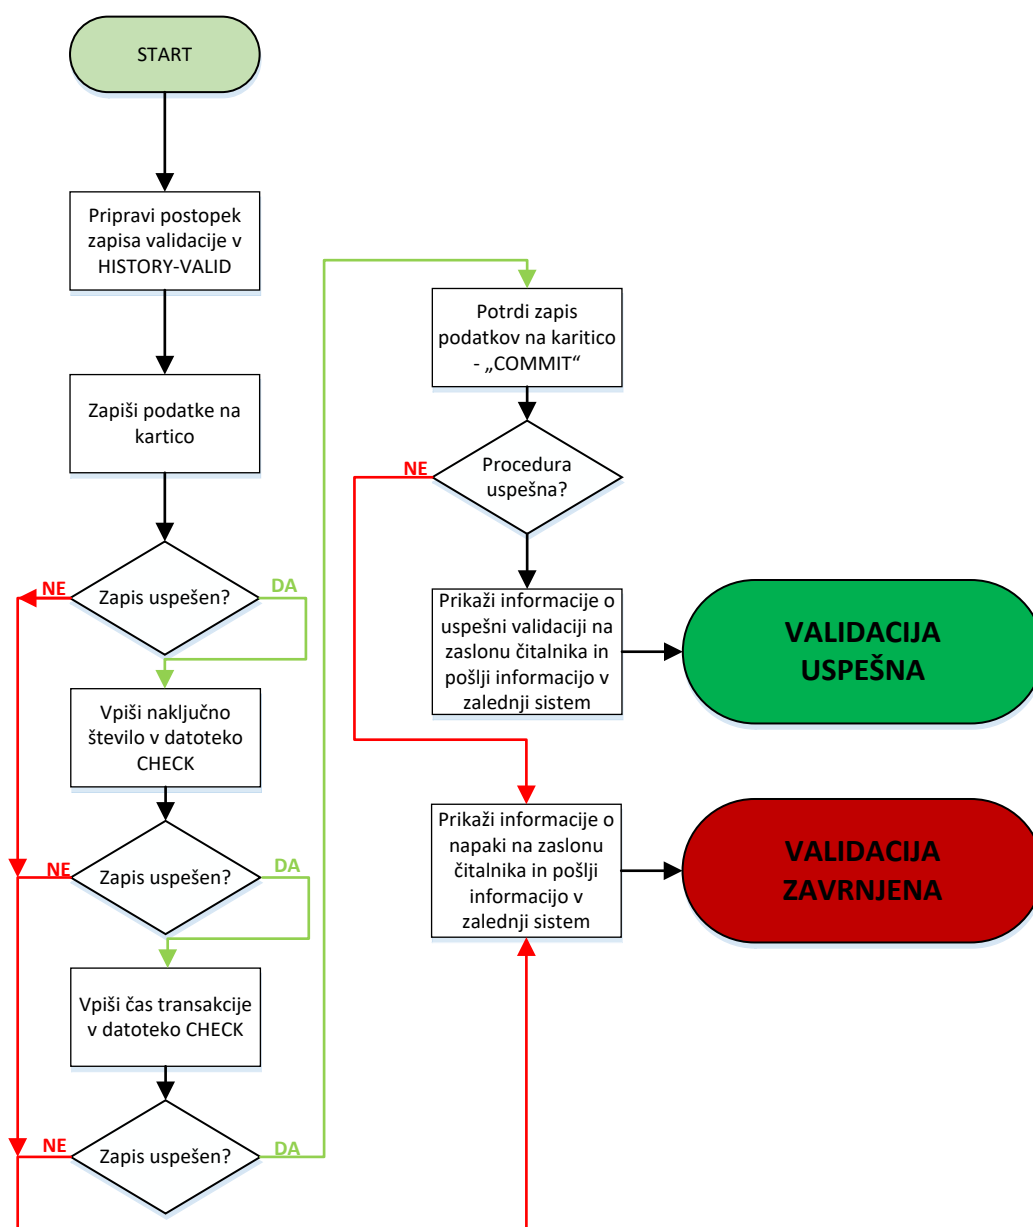 START
Pripravi postopek
zapisa validacije v
HISTORY-VALID
Zapiši podatke na
kartico
Zapis uspešen?
NE
DA
Vpiši naključno
število v datoteko
CHECK
Zapis uspešen?
NE
DA
Vpiši čas transakcije
v datoteko CHECK
Zapis uspešen?
NE
DA
Potrdi zapis
podatkov na karitico
- „COMMIT“
Procedura
uspešna?
NE
Prikaži informacije o
uspešni validaciji na
zaslonu čitalnika in
pošlji informacijo v
zaledni sistem
VALIDACIJA
USPEŠNA
Prikaži informacije o
napaki na zaslonu
čitalnika in pošlji
informacijo v
zalednji sistem
VALIDACIJA
ZAVRNJENA